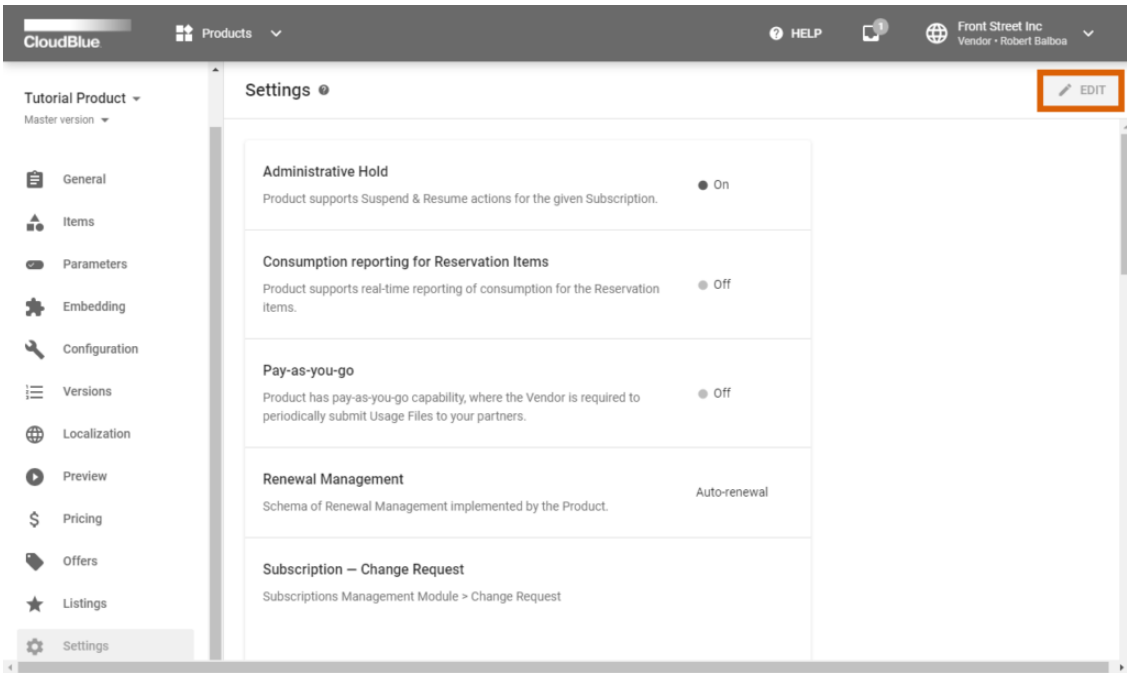 CloudBlue
Products
HELP
1
Front Street Inc
Vendor • Robert Balboa
Tutorial Product
Master version
General
Items
Parameters
Embedding
Configuration
Versions
Localization
Preview
Pricing
Offers
Listings
Settings
Settings
EDIT
Administrative Hold
Product supports Suspend & Resume actions for the given Subscription.
On
Consumption reporting for Reservation Items
Product supports real-time reporting of consumption for the Reservation
items.
Off
Pay-as-you-go
Product has pay-as-you-go capability, where the Vendor is required to
periodically submit Usage Files to your partners.
Off
Renewal Management
Schema of Renewal Management implemented by the Product.
Auto-renewal
Subscription — Change Request
Subscriptions Management Module > Change Request